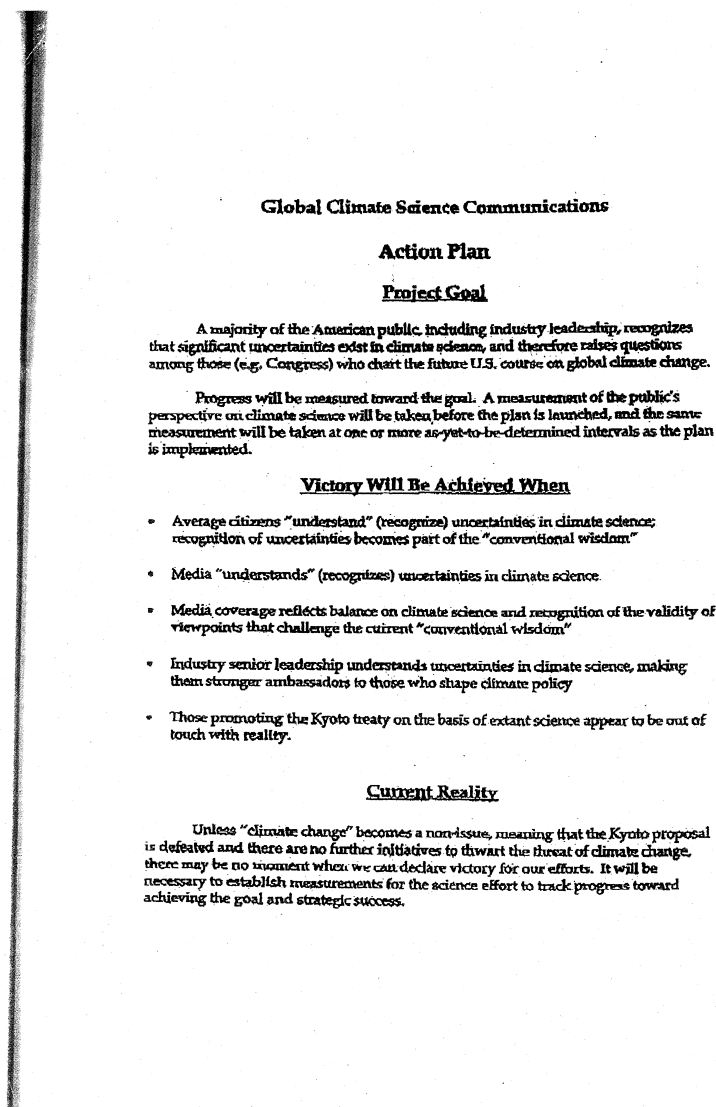 Global Climate Science Communications
Action Plan
Project Goal
A majority of the American public, including industry leadership, recognizes
that significant uncertainties exist in climate science, and therefore raises questions
among those (e.g. Congress) who chart the future U.S. course on global climate change.
Progress will be measured toward the goal. A measurement of the public's
perspective on climate science will be taken before the plan is launched, and the same
measurement will be taken at one or more as-yet-to-be-determined intervals as the plan
is implemented.
Victory Will Be Achieved When
• Average citizens "understand" (recognize) uncertainties in climate science;
recognition of uncertainties becomes part of the "conventional wisdom"
• Media "understands" (recognizes) uncertainties in climate science.
• Media coverage reflects balance on climate science and recognition of the validity of
viewpoints that challenge the current "conventional wisdom"
• Industry senior leadership understands uncertainties in climate science, making
them stronger ambassadors to those who shape climate policy
• Those promoting the Kyoto treaty on the basis of extant science appear to be out of
touch with reality.
Current Reality
Unless "climate change" becomes a non-issue, meaning that the Kyoto proposal
is defeated and there are no further initiatives to thwart the threat of climate change,
there may be no moment when we can declare victory for our efforts. It will be
necessary to establish measurements for the science effort to track progress toward
achieving the goal and strategic success.